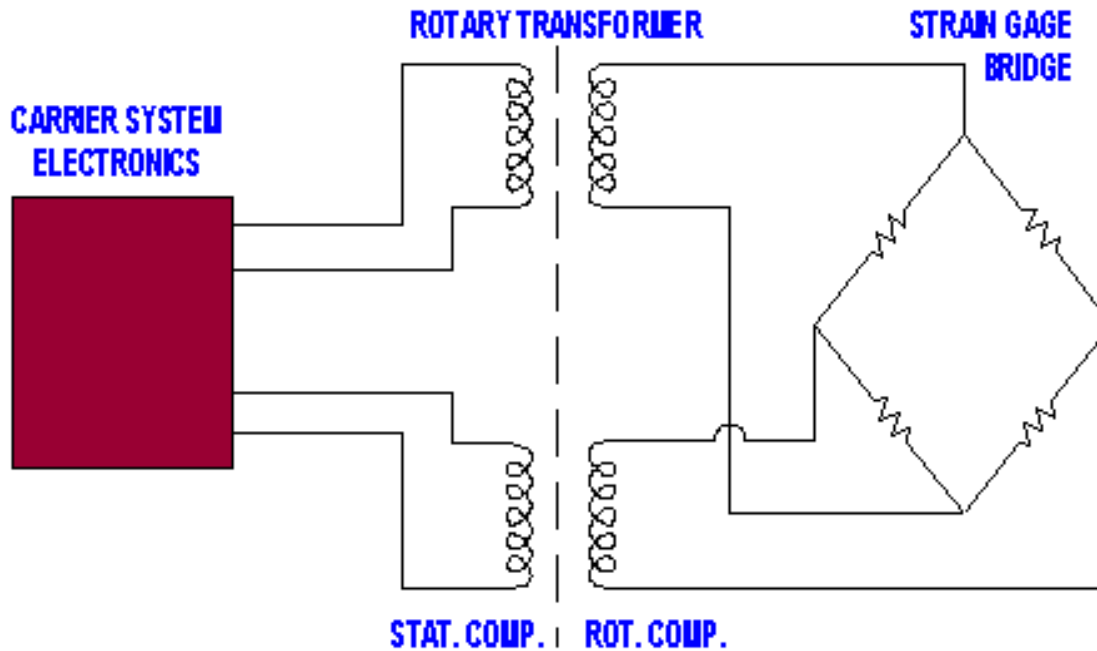 ROTARY TRANSFORMER
STRAIN GAGE
BRIDGE
CARRIER SYSTEM
ELECTRONICS
STAT. COMP.
ROT. COMP.